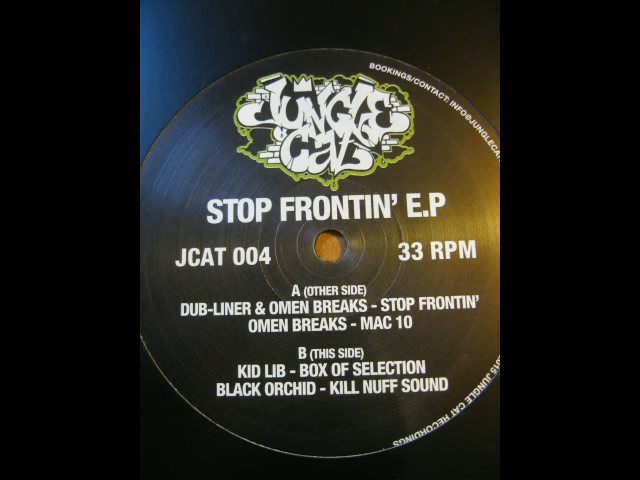 BOOKINGS/CONTACT: INFO@JUNGLECAT
JUNGLE
CAT
STOP FRONTIN' E.P
JCAT 004
33 RPM
A (OTHER SIDE)
DUB-LINER & OMEN BREAKS - STOP FRONTIN'
OMEN BREAKS - MAC 10
B (THIS SIDE)
KID LIB - BOX OF SELECTION
BLACK ORCHID - KILL NUFF SOUND
2015 JUNGLE CAT RECORDINGS